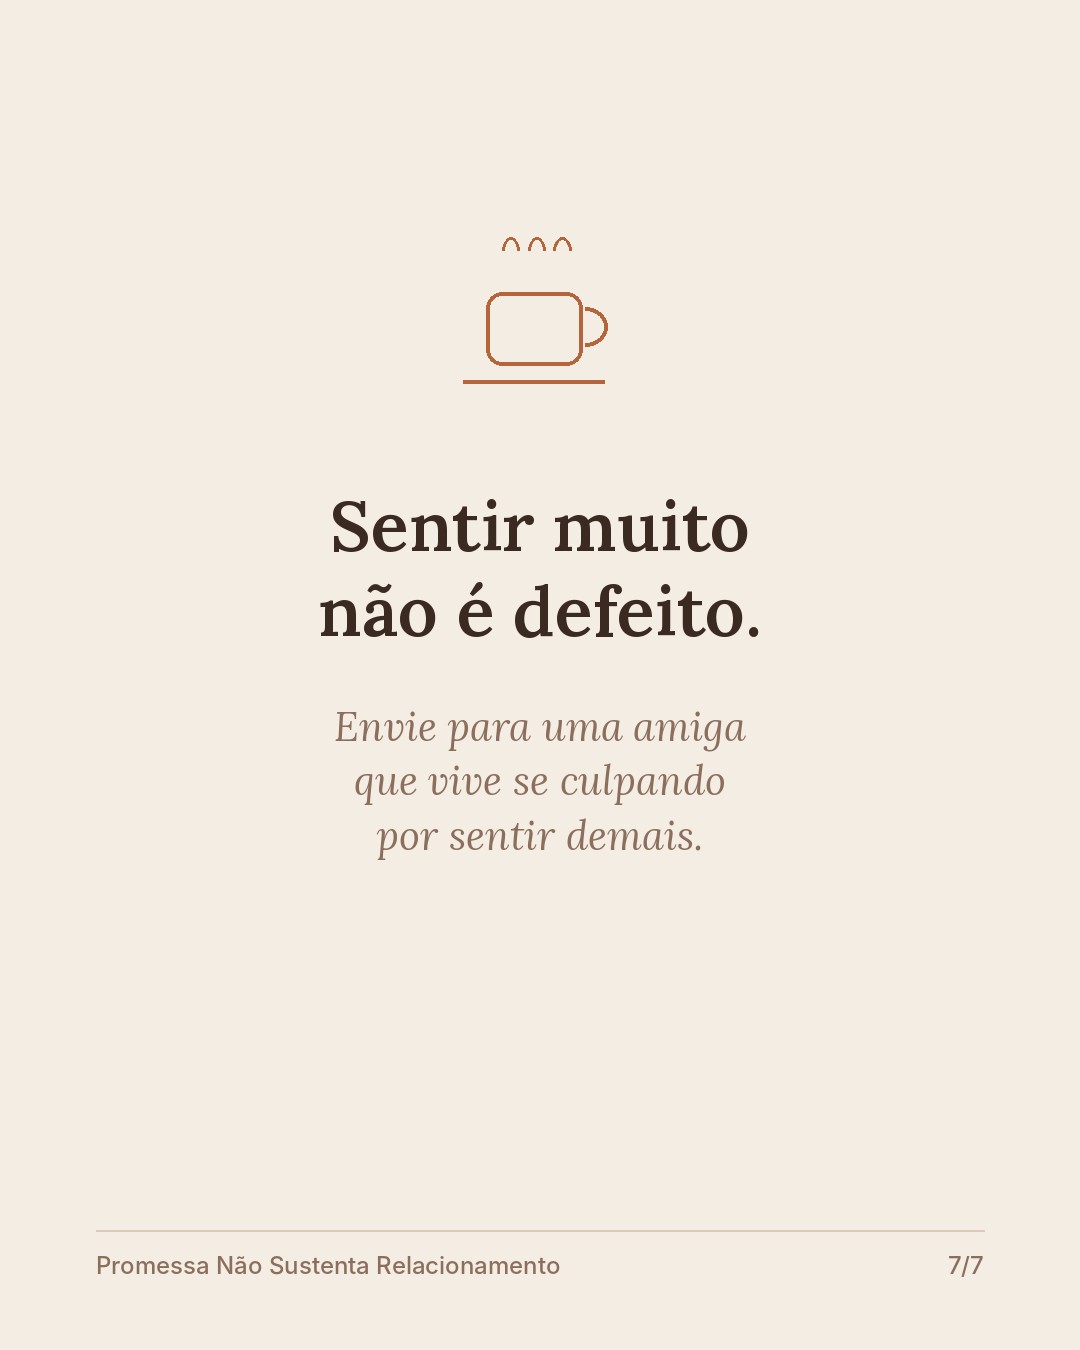 Sentir muito
não é defeito.
Envie para uma amiga
que vive se culpando
por sentir demais.
Promessa Não Sustenta Relacionamento
7/7